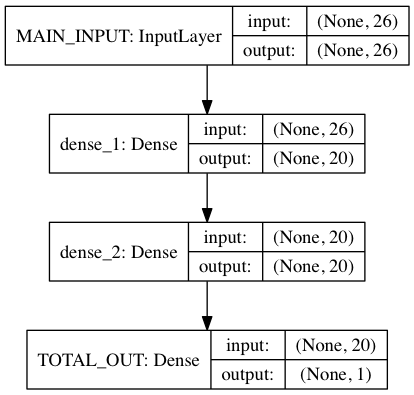 MAIN_INPUT: InputLayer
input: (None, 26)
output: (None, 26)
dense_1: Dense
input: (None, 26)
output: (None, 20)
dense_2: Dense
input: (None, 20)
output: (None, 20)
TOTAL_OUT: Dense
input: (None, 20)
output: (None, 1)